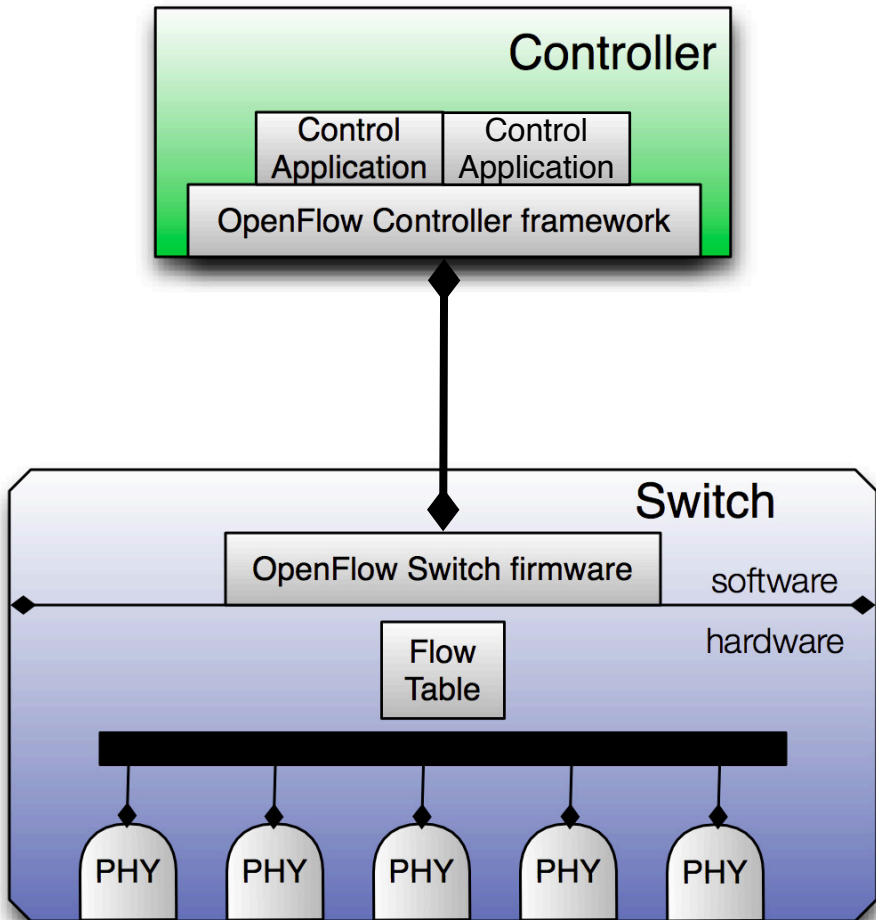 Controller
Control
Application
Control
Application
OpenFlow Controller framework
Switch
OpenFlow Switch firmware
software
hardware
Flow
Table
PHY
PHY
PHY
PHY
PHY